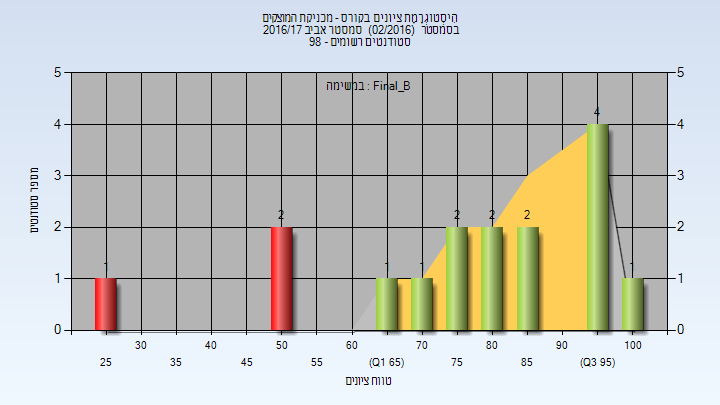 היסטוגרמת ציונים בקורס - מכניקת המוצקים
בסמסטר (02/2016) סמסטר אביב 2016/17
סטודנטים רשומים - 98
במשימה : Final_B
מספר סטודנטים
5
4
3
2
1
0
5
4
3
2
1
0
1
2
1
1
2
2
2
4
1
30 40 50 60 70 80 90 100
25 35 45 55 (Q1 65) 75 85 (Q3 95)
טווח ציונים